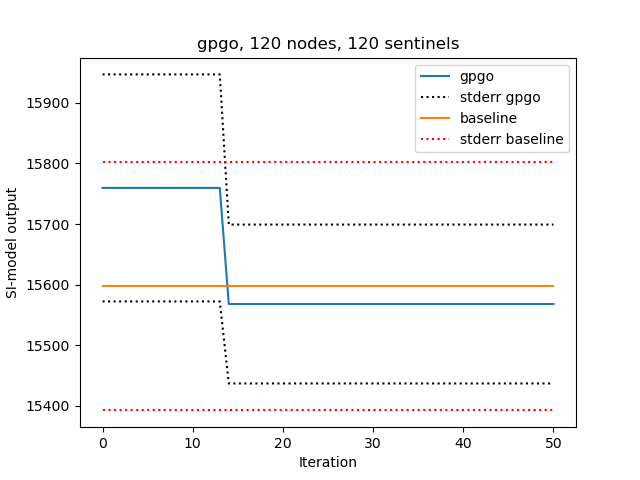 gpgo, 120 nodes, 120 sentinels
gpgo
stderr gpgo
baseline
stderr baseline
SI-model output
15900
15800
15700
15600
15500
15400
0 10 20 30 40 50
Iteration